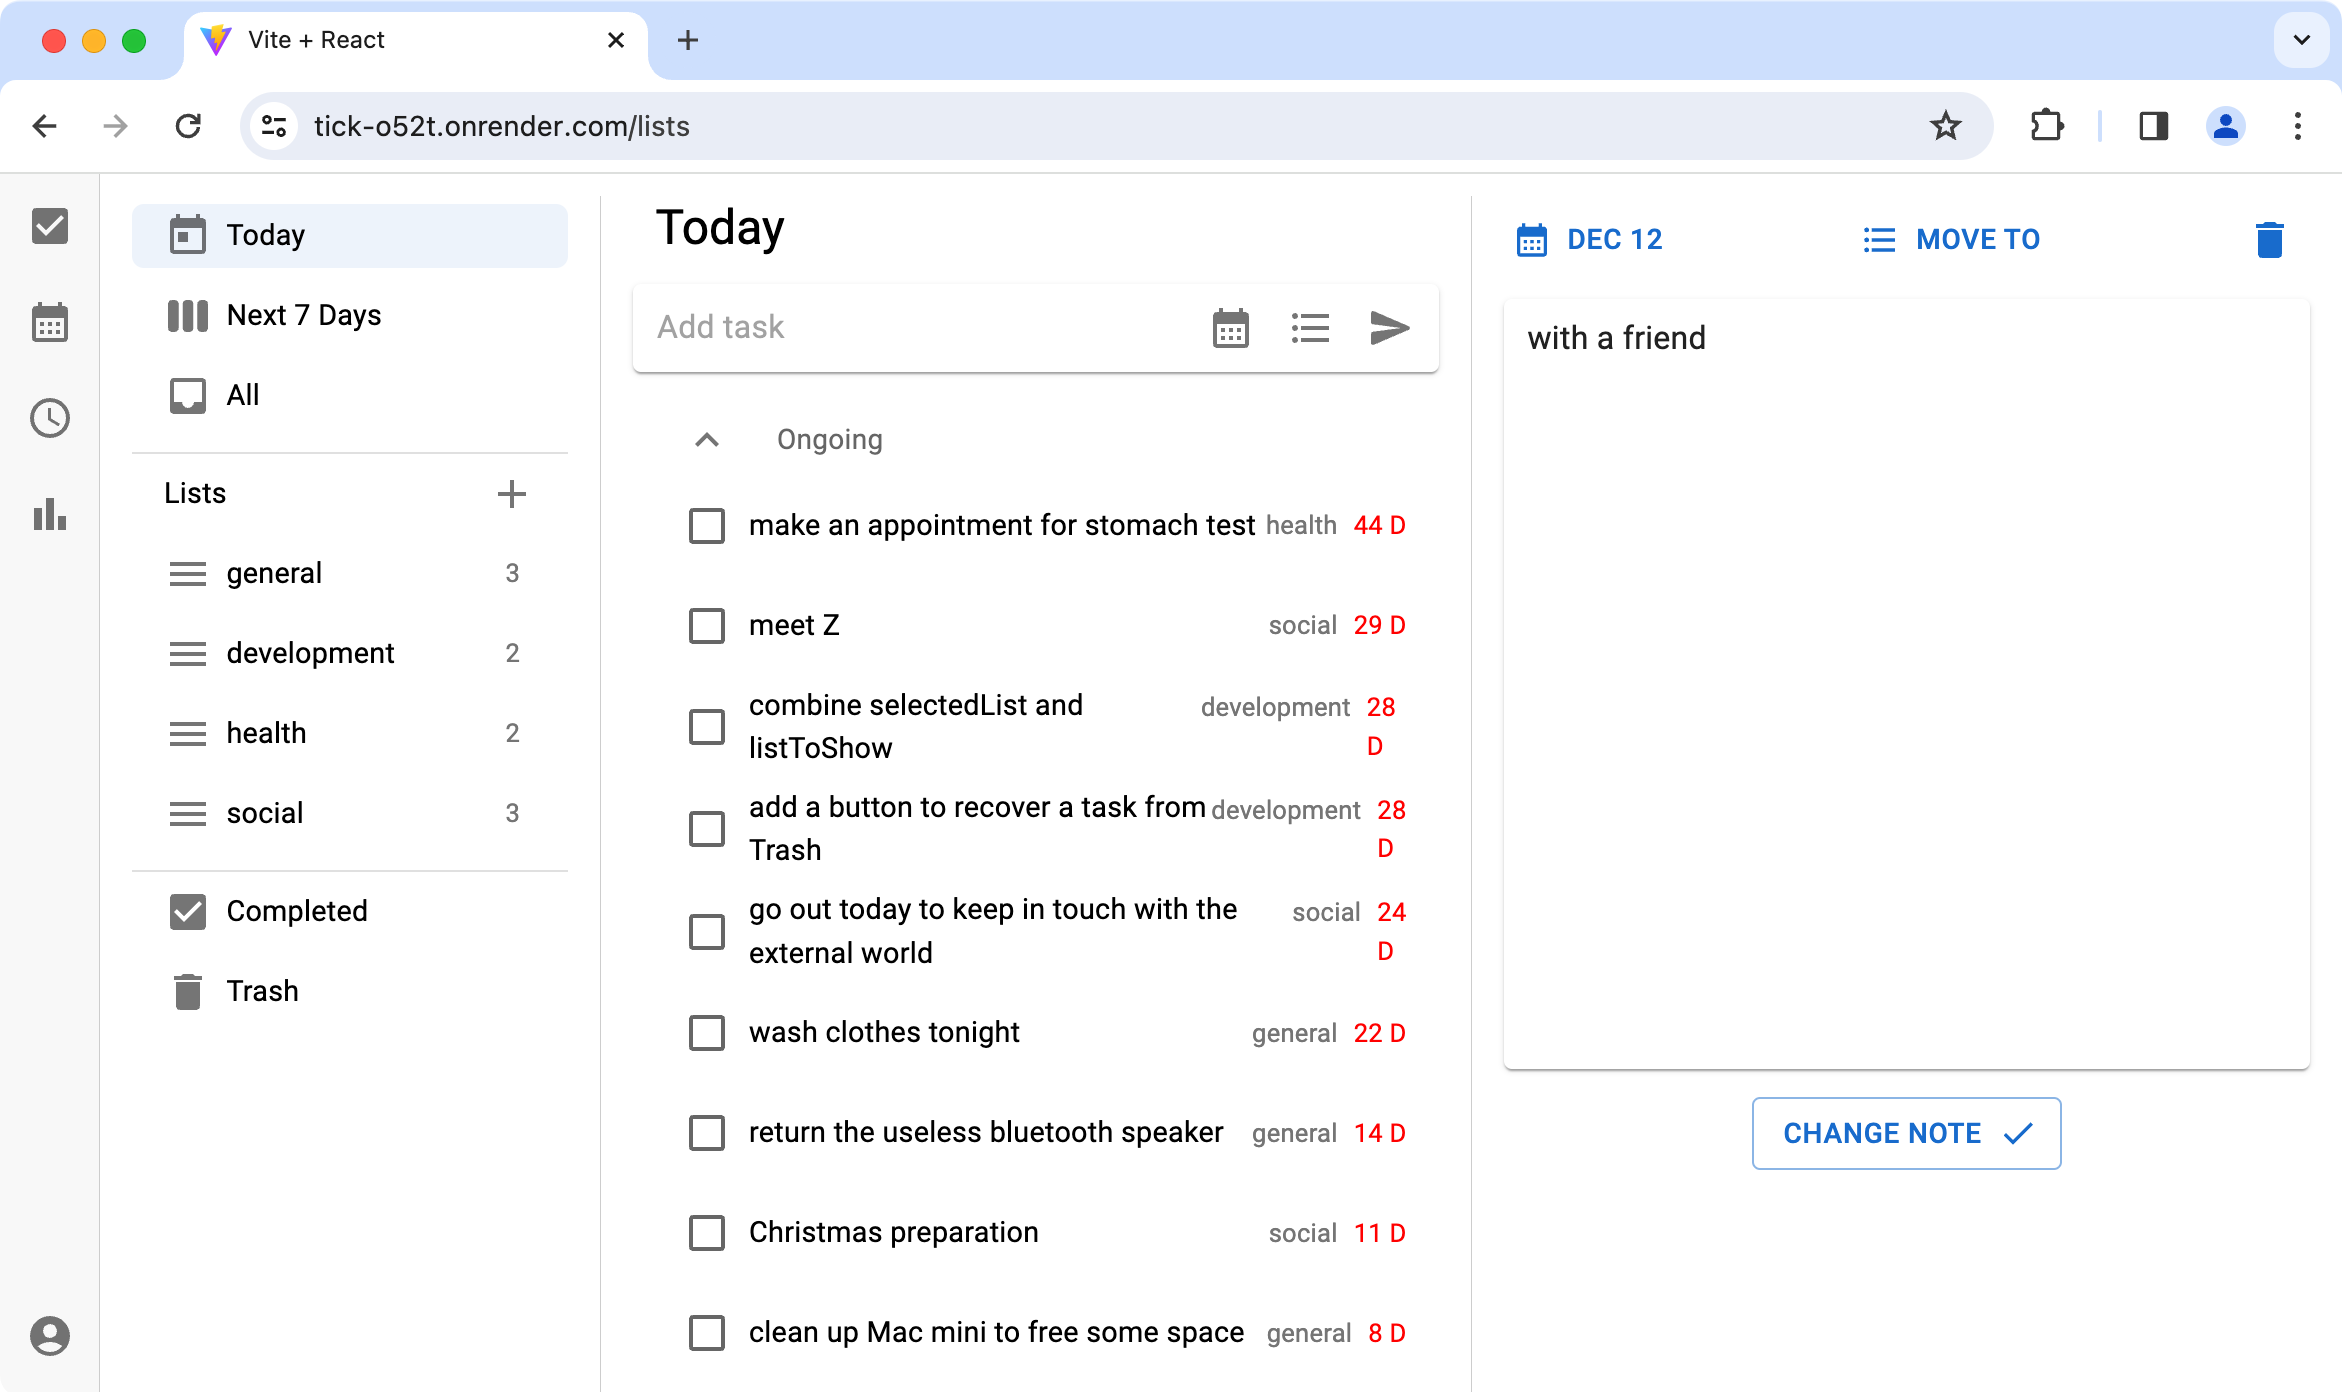 Vite + React
tick-o52t.onrender.com/lists
Today
Next 7 Days
All
Lists
general 3
development 2
health 2
social 3
Completed
Trash
Today
Add task
Ongoing
make an appointment for stomach test health 44 D
meet Z social 29 D
combine selectedList and development 28
listToShow D
add a button to recover a task from development 28
Trash D
go out today to keep in touch with the social 24
external world D
wash clothes tonight general 22 D
return the useless bluetooth speaker general 14 D
Christmas preparation social 11 D
clean up Mac mini to free some space general 8 D
DEC 12 MOVE TO
with a friend
CHANGE NOTE